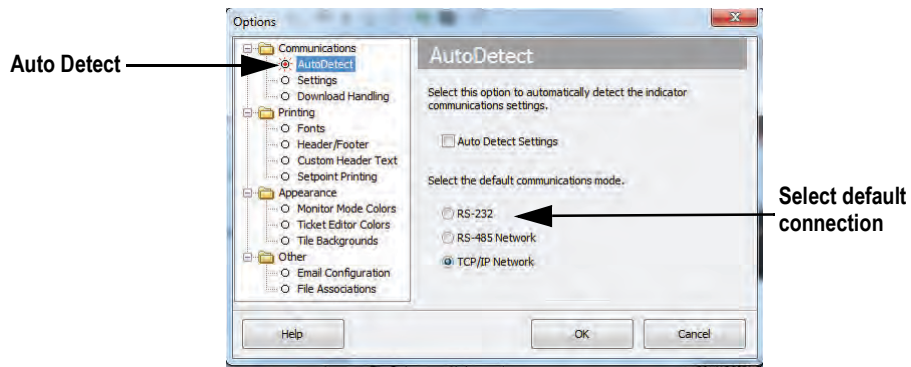 Options
Auto Detect
Communications
AutoDetect
Settings
Download Handling
Printing
Fonts
Header/Footer
Custom Header Text
Setpoint Printing
Appearance
Monitor Mode Colors
Ticket Editor Colors
Tile Backgrounds
Other
Email Configuration
File Associations
AutoDetect
Select this option to automatically detect the indicator
communications settings.
Auto Detect Settings
Select the default communications mode.
RS-232
RS-485 Network
TCP/IP Network
Select default
connection
Help
OK
Cancel